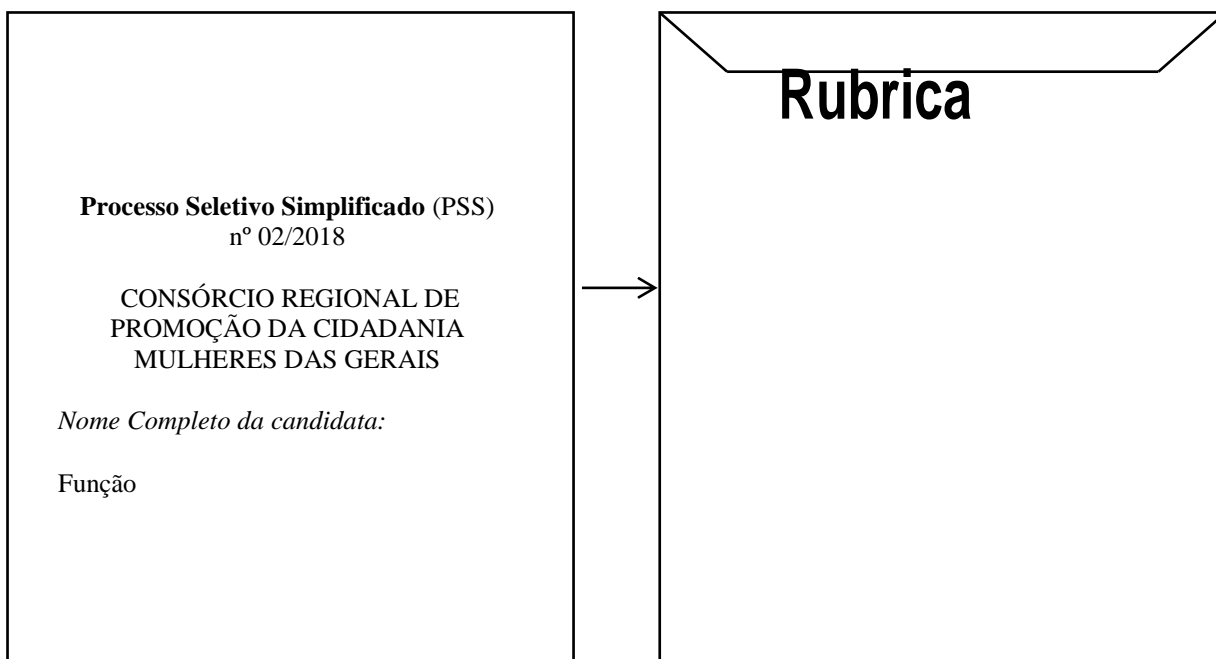 Processo Seletivo Simplificado (PSS)
nº 02/2018
CONSÓRCIO REGIONAL DE
PROMOÇÃO DA CIDADANIA
MULHERES DAS GERAIS
Nome Completo da candidata:
Função
Rubrica